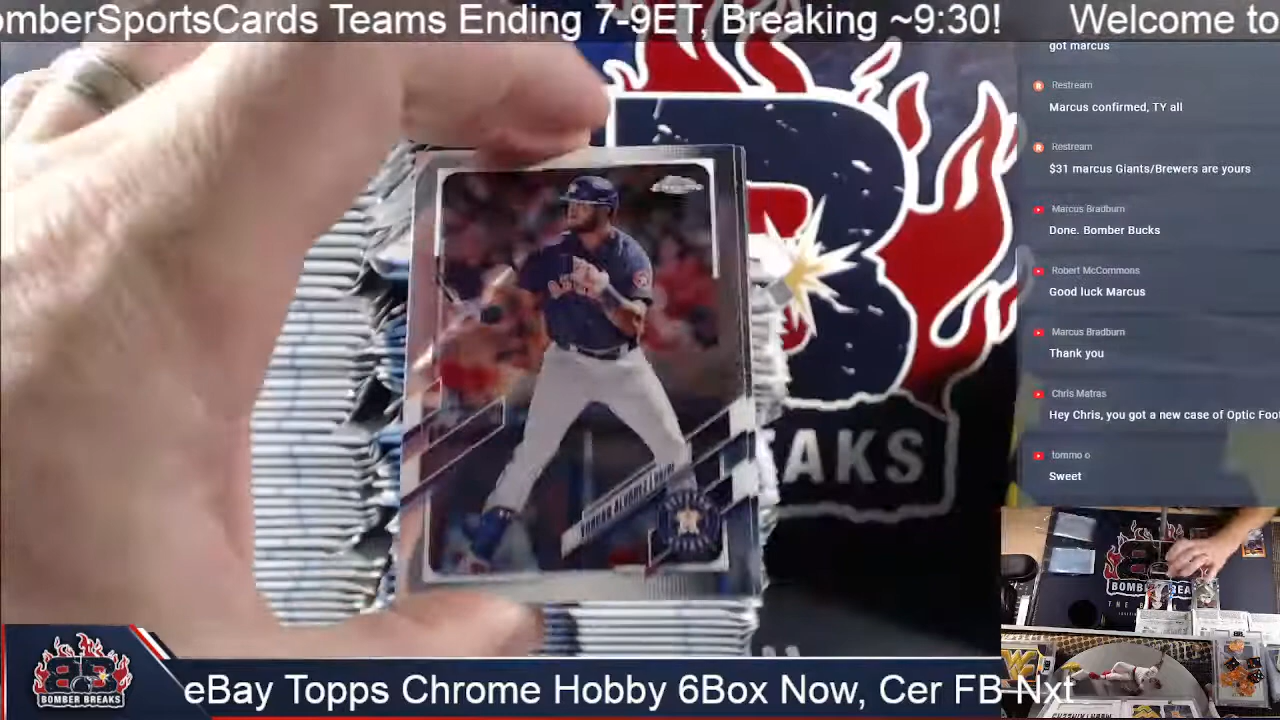 omberSportsCards Teams Ending 7-9ET, Breaking ~9:30! Welcome to
got marcus
Restream
Marcus confirmed, TY all
Restream
$31 marcus Giants/Brewers are yours
Marcus Bradburn
Done. Bomber Bucks
Robert McCommons
Good luck Marcus
Marcus Bradburn
Thank you
Chris Matras
Hey Chris, you got a new case of Optic Foo
tommo o
Sweet
AKS
BOMBER BREAKS
eBay Topps Chrome Hobby 6Box Now, Cer FB Nxt